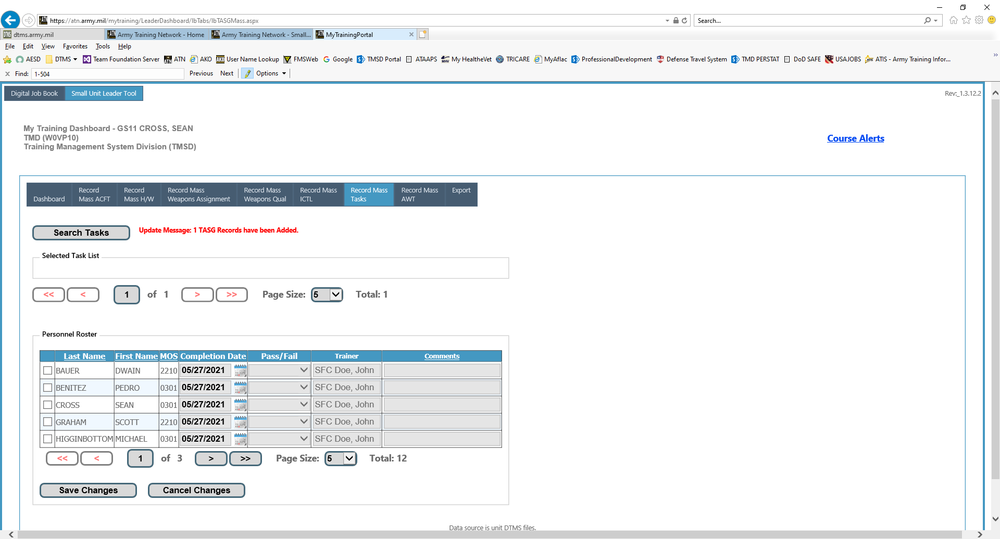 https://atn.army.mil/mytraining/LeaderDashboard/lbTabs/lbTASGMass.aspx
Search...
dtms.army.mil
Army Training Network - Home
Army Training Network - Small...
MyTrainingPortal
File Edit View Favorites Tools Help
AESD DTMS Team Foundation Server ATN AKO User Name Lookup FMSWeb Google TMSD Portal ATAAPS My HealtheVet TRICARE MyAflac ProfessionalDevelopment Defense Travel System TMD PERSTAT DoD SAFE USAJOBS ATIS - Army Training Infor...
Find: 1-504 Previous Next Options
Digital Job Book Small Unit Leader Tool
Rev:_1.3.12.2
My Training Dashboard - GS11 CROSS, SEAN
TMD (W0VP10)
Training Management System Division (TMSD)
Course Alerts
Dashboard
Record
Mass ACFT
Record
Mass H/W
Record Mass
Weapons Assignment
Record Mass
Weapons Qual
Record Mass
ICTL
Record Mass
Tasks
Record Mass
AWT
Export
Search Tasks
Update Message: 1 TASG Records have been Added.
Selected Task List
<< < 1 of 1 > >> Page Size: 5 Total: 1
Personnel Roster
Last Name First Name MOS Completion Date Pass/Fail Trainer Comments
BAUER DWAIN 2210 05/27/2021 SFC Doe, John
BENITEZ PEDRO 0301 05/27/2021 SFC Doe, John
CROSS SEAN 0301 05/27/2021 SFC Doe, John
GRAHAM SCOTT 2210 05/27/2021 SFC Doe, John
HIGGINBOTTOM MICHAEL 0301 05/27/2021 SFC Doe, John
<< < 1 of 3 > >> Page Size: 5 Total: 12
Save Changes Cancel Changes
Data source is unit DTMS files.